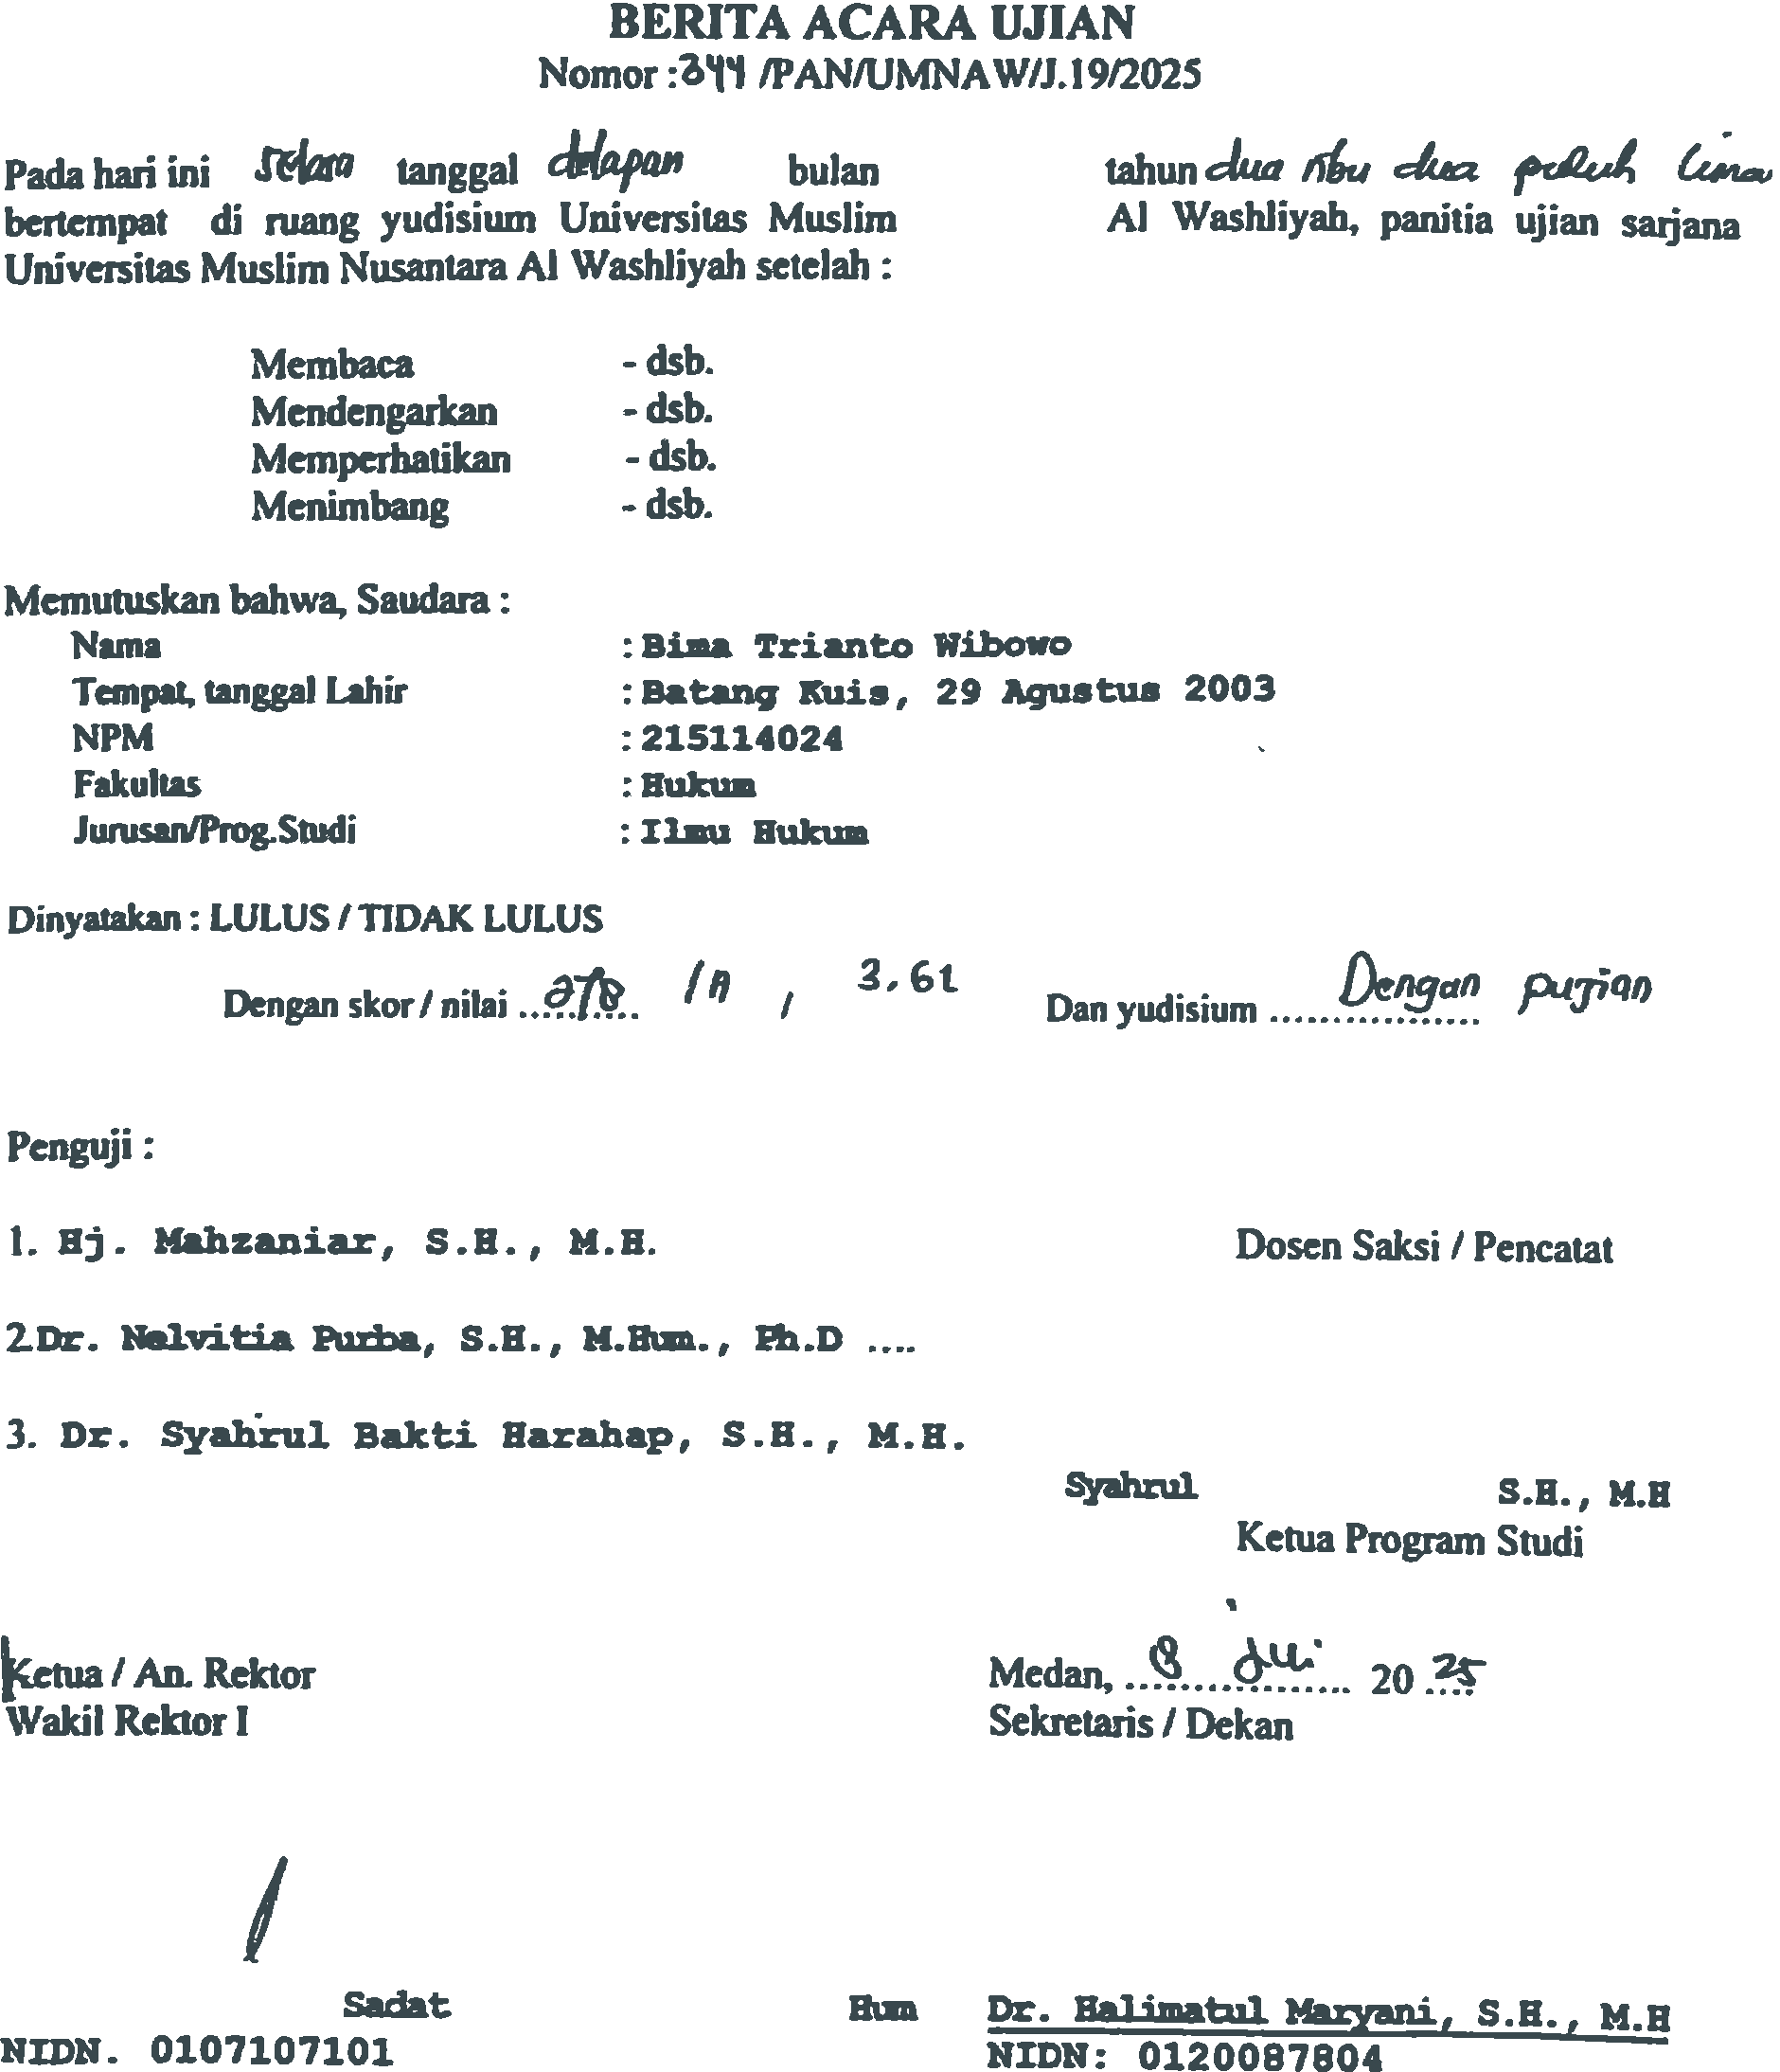 BERITA ACARA UJIAN
Nomor : 344 /PAN/UMNAW/J.19/2025
Pada hari ini Selasa tanggal delapan bulan tahun dua ribu dua puluh lima
bertempat di ruang yudisium Universitas Muslim Al Washliyah, panitia ujian sarjana
Universitas Muslim Nusantara Al Washliyah setelah :
Membaca - dsb.
Mendengarkan - dsb.
Memperhatikan - dsb.
Menimbang - dsb.
Memutuskan bahwa, Saudara :
Nama : Bima Trianto Wibowo
Tempat, tanggal Lahir : Batang Kuis, 29 Agustus 2003
NPM : 215114024
Fakultas : Hukum
Jurusan/Prog.Studi : Ilmu Hukum
Dinyatakan : LULUS / TIDAK LULUS
Dengan skor / nilai 278 / A , 3,61 Dan yudisium Dengan pujian
Penguji :
1. Hj. Mahzaniar, S.H., M.H. Dosen Saksi / Pencatat
2.Dr. Nelvitia Purba, S.H., M.Hum., Ph.D ....
3. Dr. Syahrul Bakti Harahap, S.H., M.H.
Syahrul S.H., M.H
Ketua Program Studi
Ketua / An. Rektor Medan, 8 Juli 2025
Wakil Rektor I Sekretaris / Dekan
Sadat Hum Dr. Halimatul Maryani, S.H., M.H
NIDN. 0107107101 NIDN: 0120087804